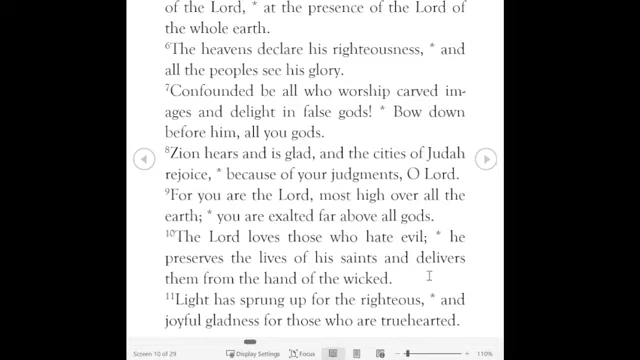 of the Lord, * at the presence of the Lord of
the whole earth.
⁶The heavens declare his righteousness, * and
all the peoples see his glory.
⁷Confounded be all who worship carved im-
ages and delight in false gods! * Bow down
before him, all you gods.
⁸Zion hears and is glad, and the cities of Judah
rejoice, * because of your judgments, O Lord.
⁹For you are the Lord, most high over all the
earth; * you are exalted far above all gods.
¹⁰The Lord loves those who hate evil; * he
preserves the lives of his saints and delivers
them from the hand of the wicked.
¹¹Light has sprung up for the righteous, * and
joyful gladness for those who are truehearted.
Screen 10 of 29 Display Settings Focus 110%